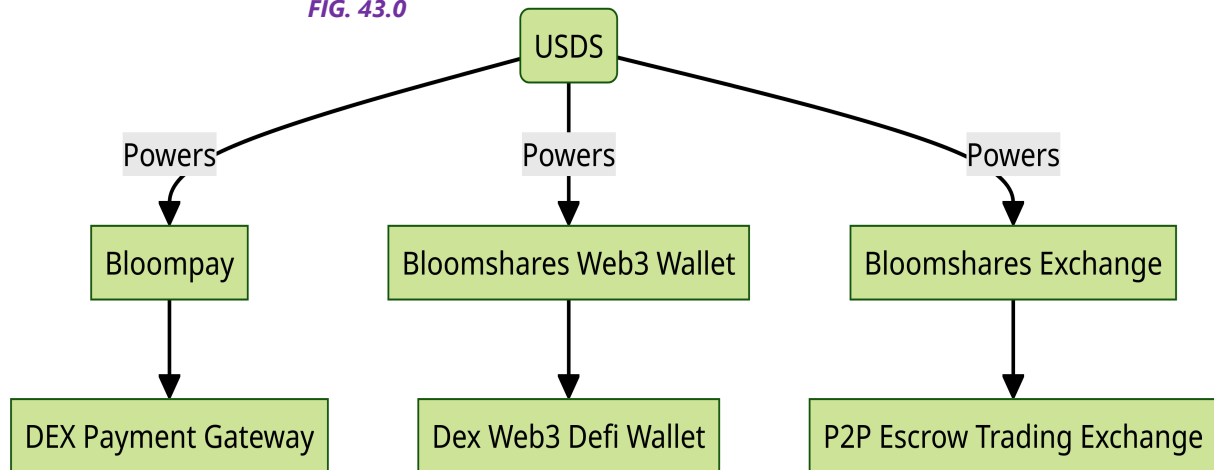 FIG. 43.0
USDS
Powers Powers Powers
Bloompay Bloomshares Web3 Wallet Bloomshares Exchange
DEX Payment Gateway Dex Web3 Defi Wallet P2P Escrow Trading Exchange